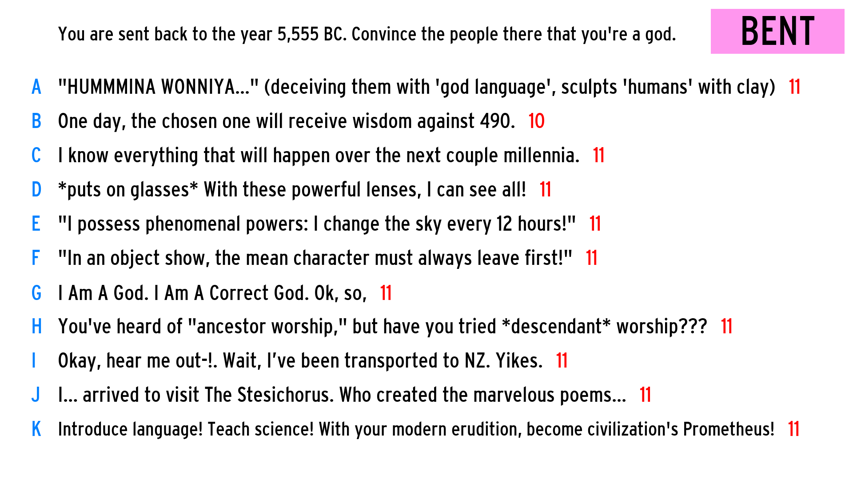 You are sent back to the year 5,555 BC. Convince the people there that you're a god.
BENT
A "HUMMMINA WONNIYA..." (deceiving them with 'god language', sculpts 'humans' with clay) 11
B One day, the chosen one will receive wisdom against 490. 10
C I know everything that will happen over the next couple millennia. 11
D *puts on glasses* With these powerful lenses, I can see all! 11
E "I possess phenomenal powers: I change the sky every 12 hours!" 11
F "In an object show, the mean character must always leave first!" 11
G I Am A God. I Am A Correct God. Ok, so, 11
H You've heard of "ancestor worship," but have you tried *descendant* worship??? 11
I Okay, hear me out-!. Wait, I've been transported to NZ. Yikes. 11
J I... arrived to visit The Stesichorus. Who created the marvelous poems... 11
K Introduce language! Teach science! With your modern erudition, become civilization's Prometheus! 11